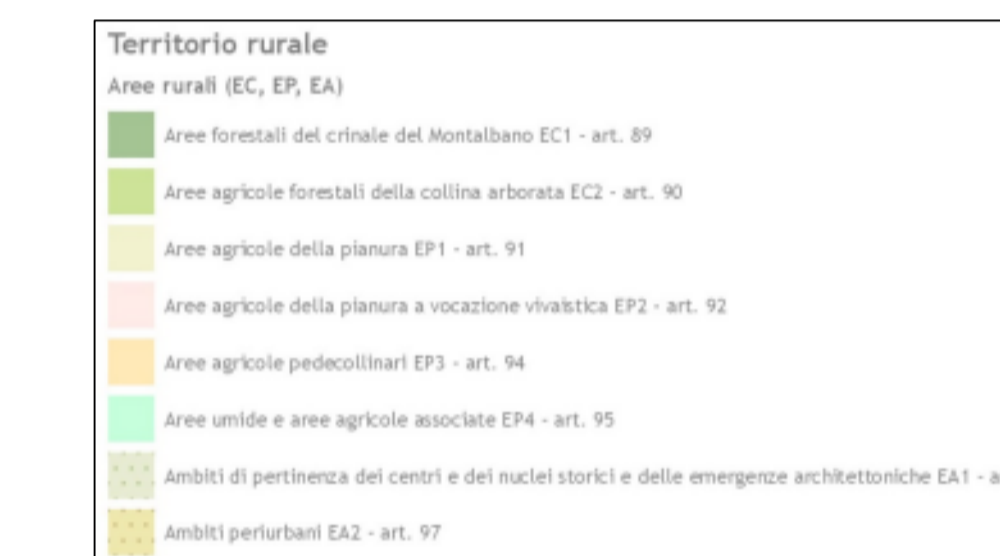 Territorio rurale
Aree rurali (EC, EP, EA)
Aree forestali del crinale del Montalbano EC1 - art. 89
Aree agricole forestali della collina arborata EC2 - art. 90
Aree agricole della pianura EP1 - art. 91
Aree agricole della pianura a vocazione vivaistica EP2 - art. 92
Aree agricole pedecollinari EP3 - art. 94
Aree umide e aree agricole associate EP4 - art. 95
Ambiti di pertinenza dei centri e dei nuclei storici e delle emergenze architettoniche EA1 - a
Ambiti periurbani EA2 - art. 97